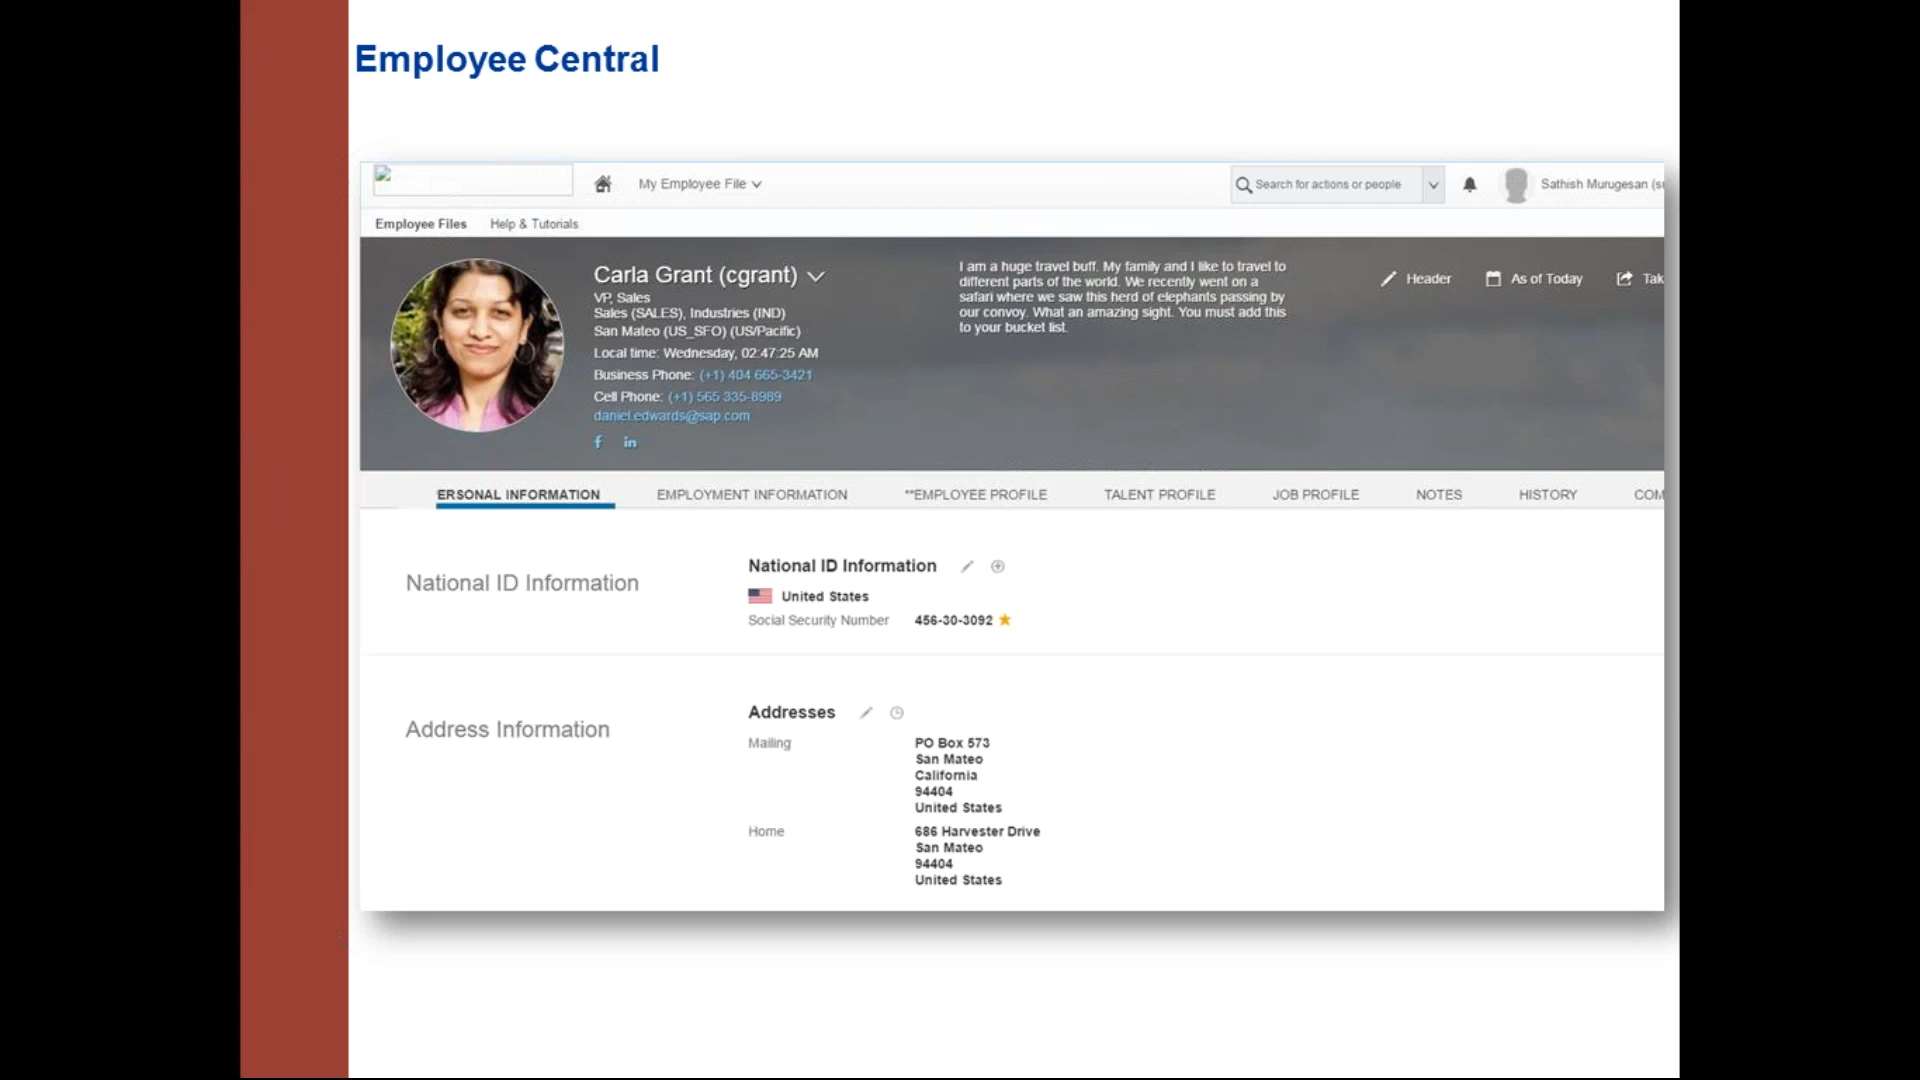 Employee Central
My Employee File
Search for actions or people
Sathish Murugesan
Employee Files Help & Tutorials
Carla Grant (cgrant)
VP, Sales
Sales (SALES), Industries (IND)
San Mateo (US_SFO) (US/Pacific)
Local time: Wednesday, 02:47:25 AM
Business Phone: (+1) 404 665-3421
Cell Phone: (+1) 565 335-8989
daniel.edwards@sap.com
f in
I am a huge travel buff. My family and I like to travel to
different parts of the world. We recently went on a
safari where we saw this herd of elephants passing by
our convoy. What an amazing sight. You must add this
to your bucket list.
Header As of Today Tak
ERSONAL INFORMATION EMPLOYMENT INFORMATION **EMPLOYEE PROFILE TALENT PROFILE JOB PROFILE NOTES HISTORY COM
National ID Information
National ID Information
United States
Social Security Number 456-30-3092
Address Information
Addresses
Mailing PO Box 573
San Mateo
California
94404
United States
Home 686 Harvester Drive
San Mateo
94404
United States